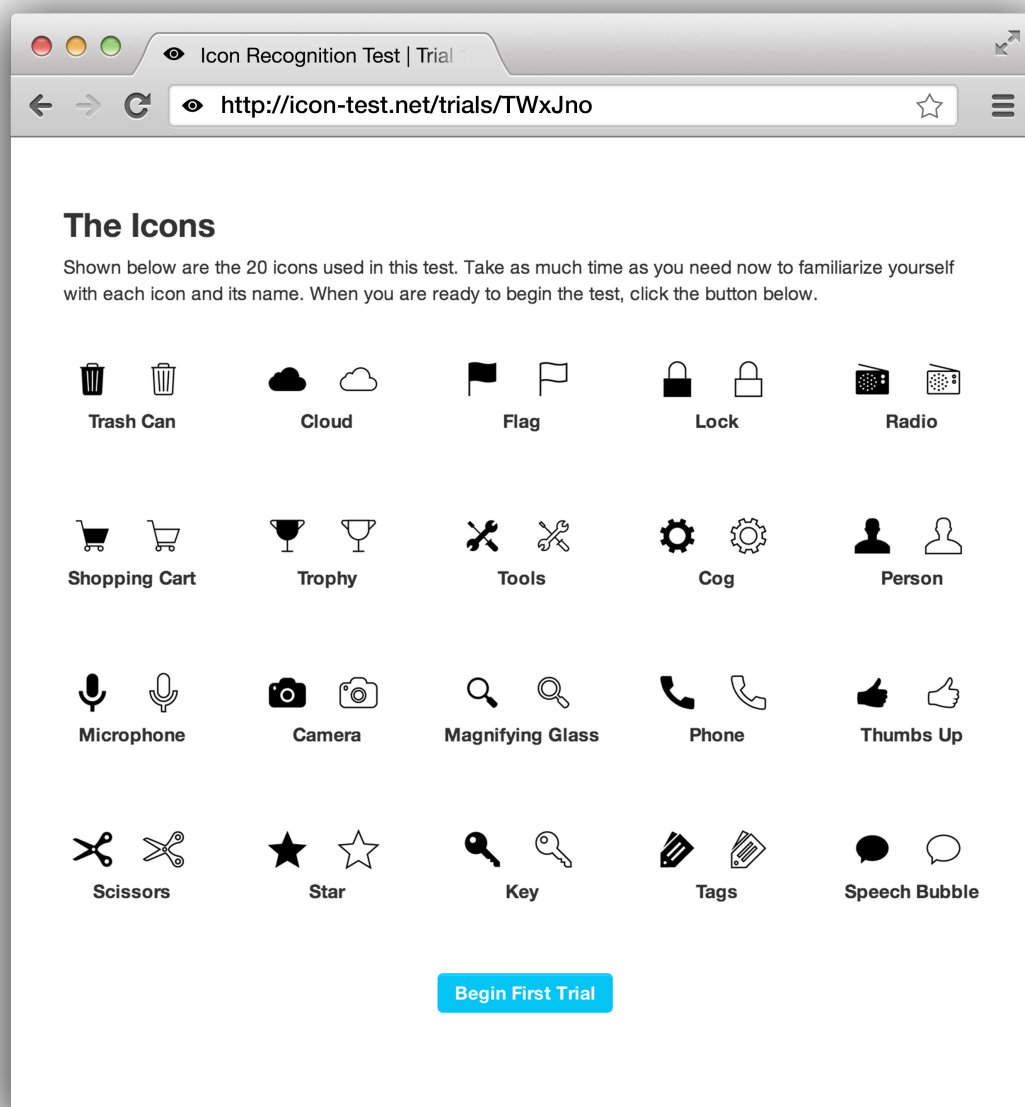 Icon Recognition Test | Trial
http://icon-test.net/trials/TWxJno
The Icons
Shown below are the 20 icons used in this test. Take as much time as you need now to familiarize yourself
with each icon and its name. When you are ready to begin the test, click the button below.
Trash Can Cloud Flag Lock Radio
Shopping Cart Trophy Tools Cog Person
Microphone Camera Magnifying Glass Phone Thumbs Up
Scissors Star Key Tags Speech Bubble
Begin First Trial